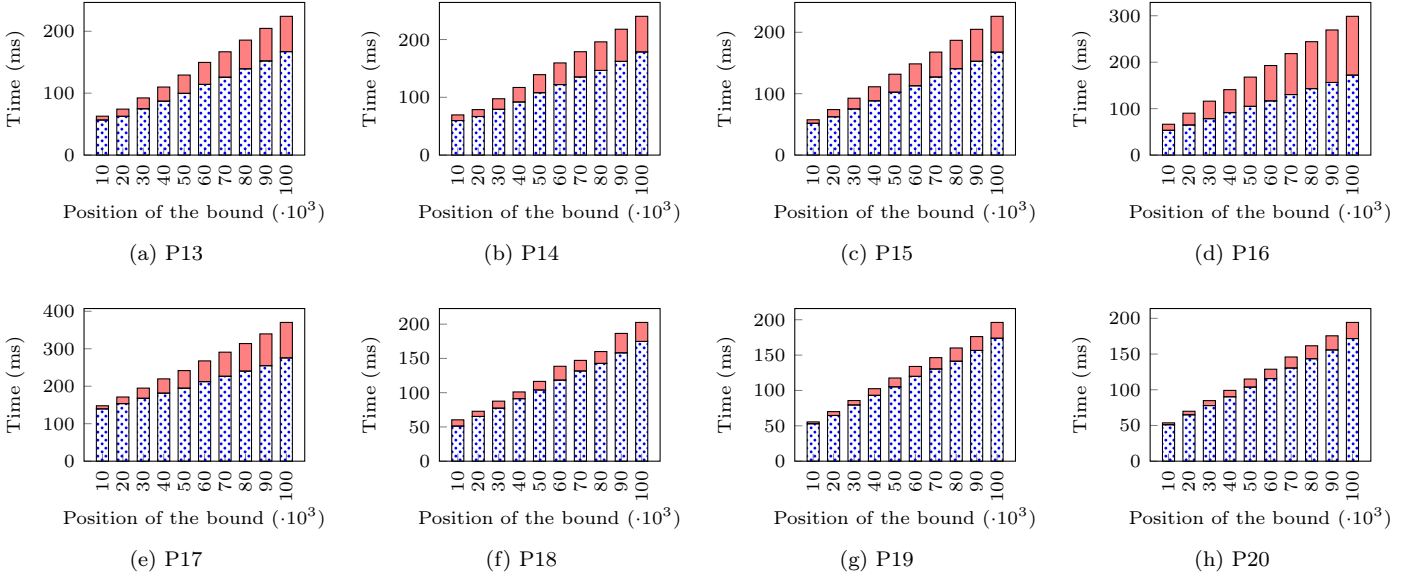 200
100
0
Time (ms)
10 20 30 40 50 60 70 80 90 100
Position of the bound (·10³)
(a) P13
200
100
0
Time (ms)
10 20 30 40 50 60 70 80 90 100
Position of the bound (·10³)
(b) P14
200
100
0
Time (ms)
10 20 30 40 50 60 70 80 90 100
Position of the bound (·10³)
(c) P15
300
200
100
0
Time (ms)
10 20 30 40 50 60 70 80 90 100
Position of the bound (·10³)
(d) P16
400
300
200
100
0
Time (ms)
10 20 30 40 50 60 70 80 90 100
Position of the bound (·10³)
(e) P17
200
150
100
50
0
Time (ms)
10 20 30 40 50 60 70 80 90 100
Position of the bound (·10³)
(f) P18
200
150
100
50
0
Time (ms)
10 20 30 40 50 60 70 80 90 100
Position of the bound (·10³)
(g) P19
200
150
100
50
0
Time (ms)
10 20 30 40 50 60 70 80 90 100
Position of the bound (·10³)
(h) P20